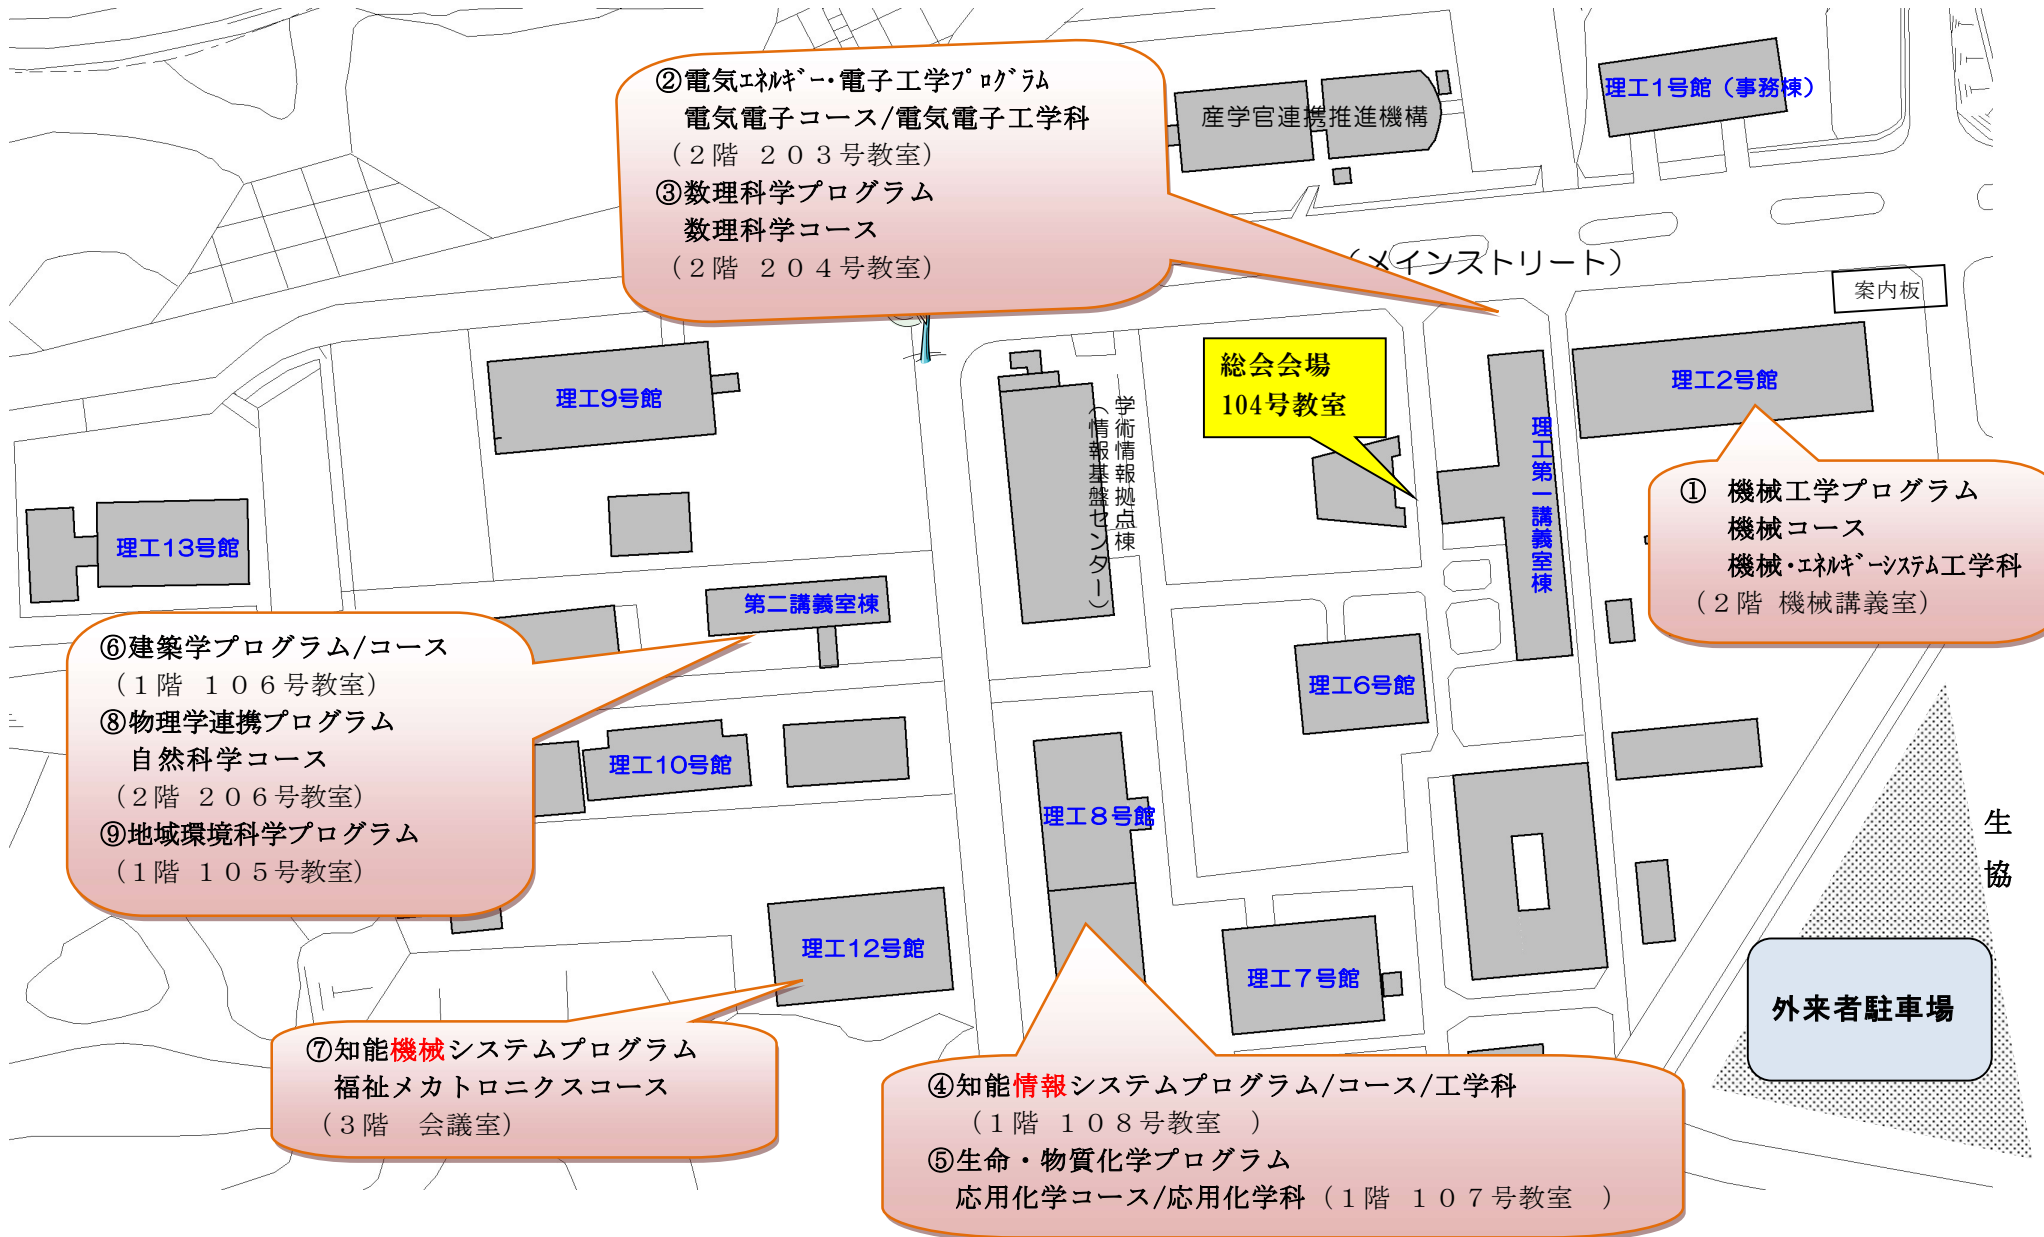 ②電気エネルギー・電子工学プログラム
電気電子コース/電気電子工学科
（２階 ２０３号教室）
③数理科学プログラム
数理科学コース
（２階 ２０４号教室）
産学官連携推進機構
理工1号館（事務棟）
（メインストリート）
案内板
総会会場
104号教室
理工2号館
理工第一講義室棟
① 機械工学プログラム
機械コース
機械・エネルギーシステム工学科
（２階 機械講義室）
理工9号館
学術情報拠点棟
（情報基盤センター）
理工13号館
第二講義室棟
⑥建築学プログラム/コース
（１階 １０６号教室）
⑧物理学連携プログラム
自然科学コース
（２階 ２０６号教室）
⑨地域環境科学プログラム
（１階 １０５号教室）
理工6号館
理工10号館
理工８号館
生協
理工12号館
理工７号館
外来者駐車場
⑦知能機械システムプログラム
福祉メカトロニクスコース
（３階　会議室）
④知能情報システムプログラム/コース/工学科
（１階 １０８号教室　）
⑤生命・物質化学プログラム
応用化学コース/応用化学科（１階 １０７号教室　）